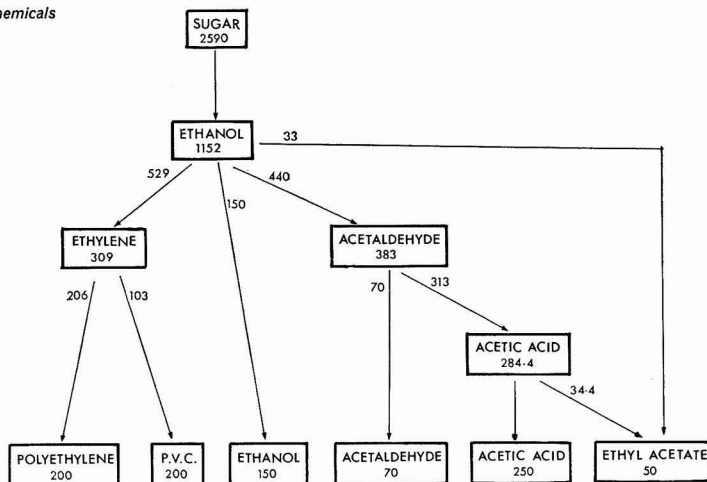 hemicals
SUGAR
2590
ETHANOL
1152
33
529
150
440
ETHYLENE
309
ACETALDEHYDE
383
206
103
70
313
ACETIC ACID
284·4
34·4
POLYETHYLENE
200
P.V.C.
200
ETHANOL
150
ACETALDEHYDE
70
ACETIC ACID
250
ETHYL ACETATE
50